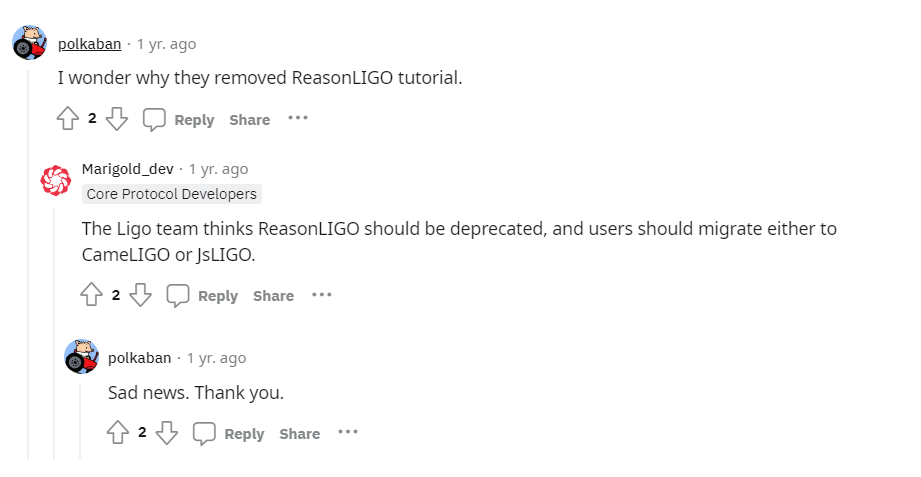 polkaban · 1 yr. ago
I wonder why they removed ReasonLIGO tutorial.
2 Reply Share ···
Marigold_dev · 1 yr. ago
Core Protocol Developers
The Ligo team thinks ReasonLIGO should be deprecated, and users should migrate either to
CameLIGO or JsLIGO.
2 Reply Share ···
polkaban · 1 yr. ago
Sad news. Thank you.
2 Reply Share ···